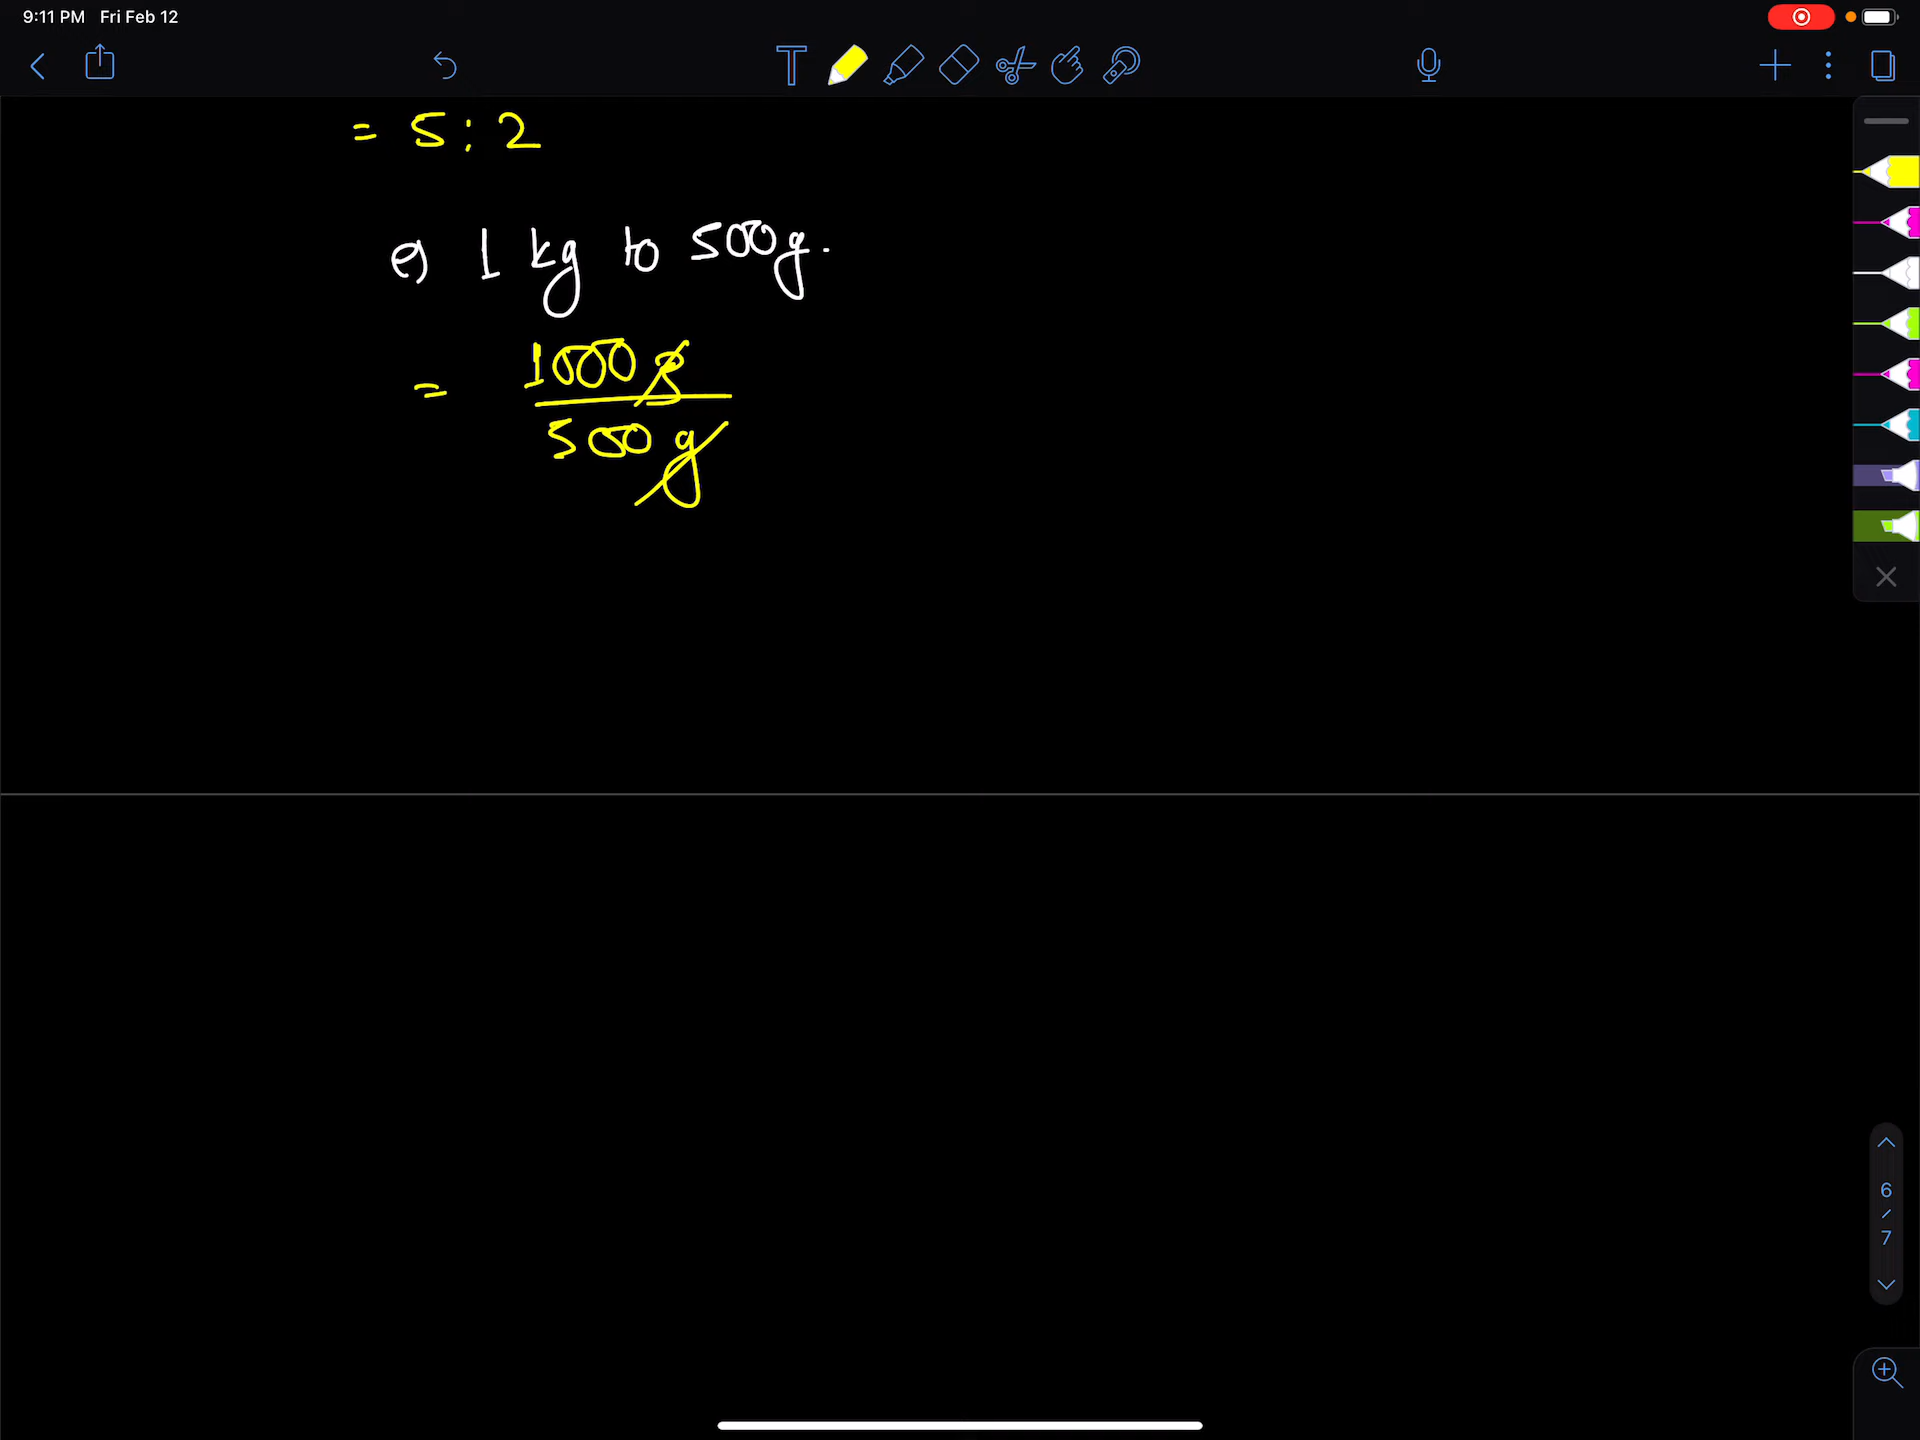 9:11 PM Fri Feb 12
= 5 : 2
e) 1 kg to 500g.
= 1000 g
500 g
6
/
7